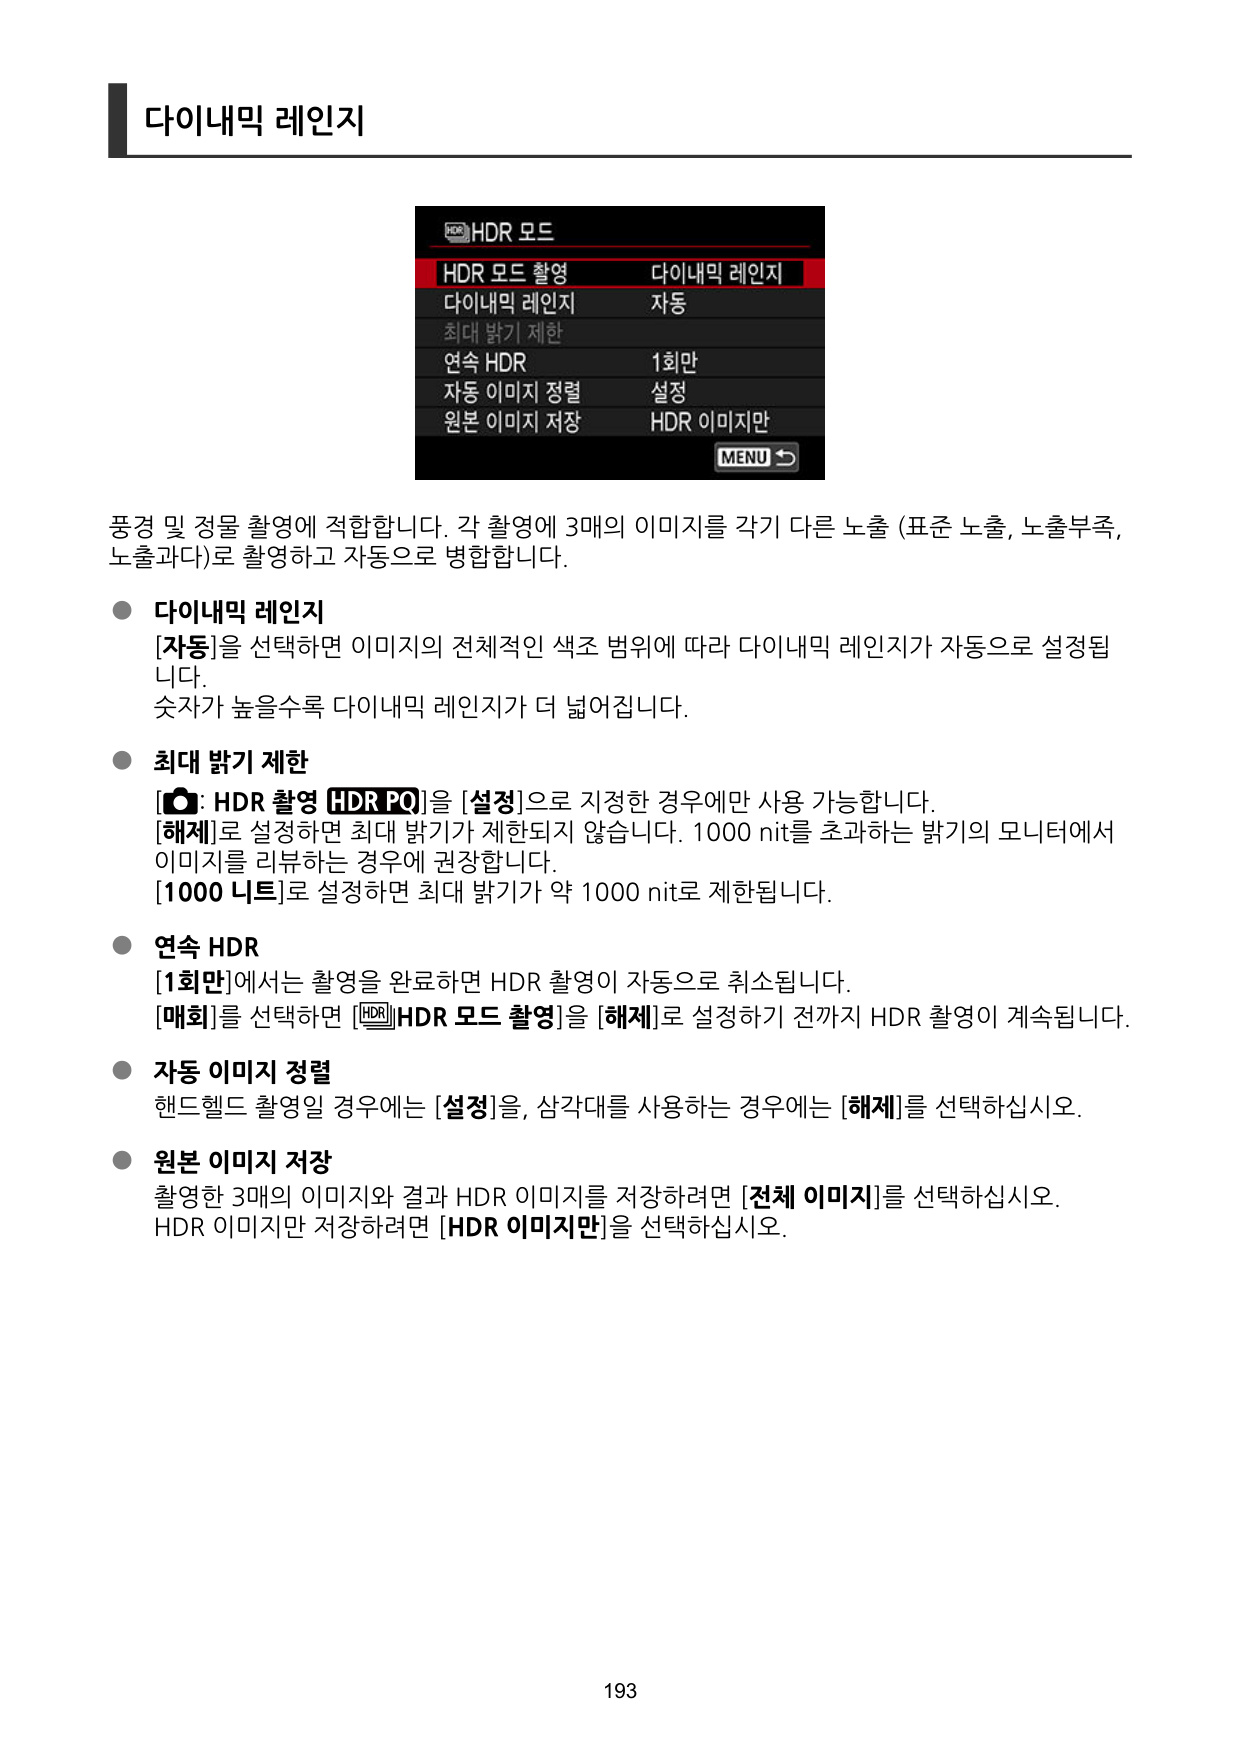 다이내믹 레인지
HDR HDR 모드
HDR 모드 촬영 다이내믹 레인지
다이내믹 레인지 자동
최대 밝기 제한
연속 HDR 1회만
자동 이미지 정렬 설정
원본 이미지 저장 HDR 이미지만
MENU
풍경 및 정물 촬영에 적합합니다. 각 촬영에 3매의 이미지를 각기 다른 노출 (표준 노출, 노출부족,
노출과다)로 촬영하고 자동으로 병합합니다.
● 다이내믹 레인지
[자동]을 선택하면 이미지의 전체적인 색조 범위에 따라 다이내믹 레인지가 자동으로 설정됩
니다.
숫자가 높을수록 다이내믹 레인지가 더 넓어집니다.
● 최대 밝기 제한
[: HDR 촬영 HDR PQ]을 [설정]으로 지정한 경우에만 사용 가능합니다.
[해제]로 설정하면 최대 밝기가 제한되지 않습니다. 1000 nit를 초과하는 밝기의 모니터에서
이미지를 리뷰하는 경우에 권장합니다.
[1000 니트]로 설정하면 최대 밝기가 약 1000 nit로 제한됩니다.
● 연속 HDR
[1회만]에서는 촬영을 완료하면 HDR 촬영이 자동으로 취소됩니다.
[매회]를 선택하면 [HDR HDR 모드 촬영]을 [해제]로 설정하기 전까지 HDR 촬영이 계속됩니다.
● 자동 이미지 정렬
핸드헬드 촬영일 경우에는 [설정]을, 삼각대를 사용하는 경우에는 [해제]를 선택하십시오.
● 원본 이미지 저장
촬영한 3매의 이미지와 결과 HDR 이미지를 저장하려면 [전체 이미지]를 선택하십시오.
HDR 이미지만 저장하려면 [HDR 이미지만]을 선택하십시오.
193